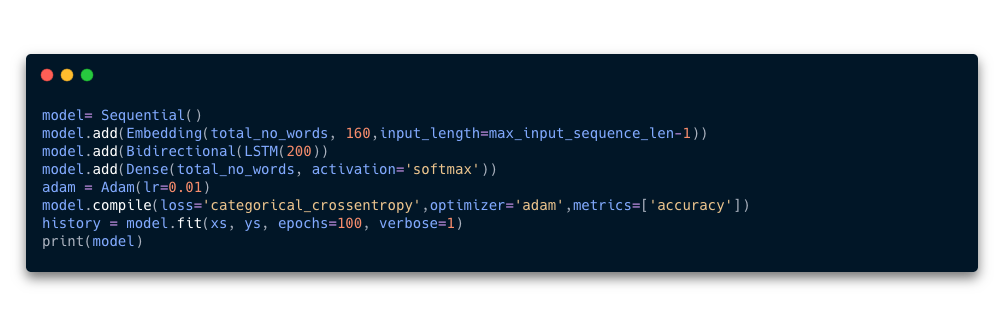 model= Sequential()
model.add(Embedding(total_no_words, 160,input_length=max_input_sequence_len-1))
model.add(Bidirectional(LSTM(200))
model.add(Dense(total_no_words, activation='softmax'))
adam = Adam(lr=0.01)
model.compile(loss='categorical_crossentropy',optimizer='adam',metrics=['accuracy'])
history = model.fit(xs, ys, epochs=100, verbose=1)
print(model)